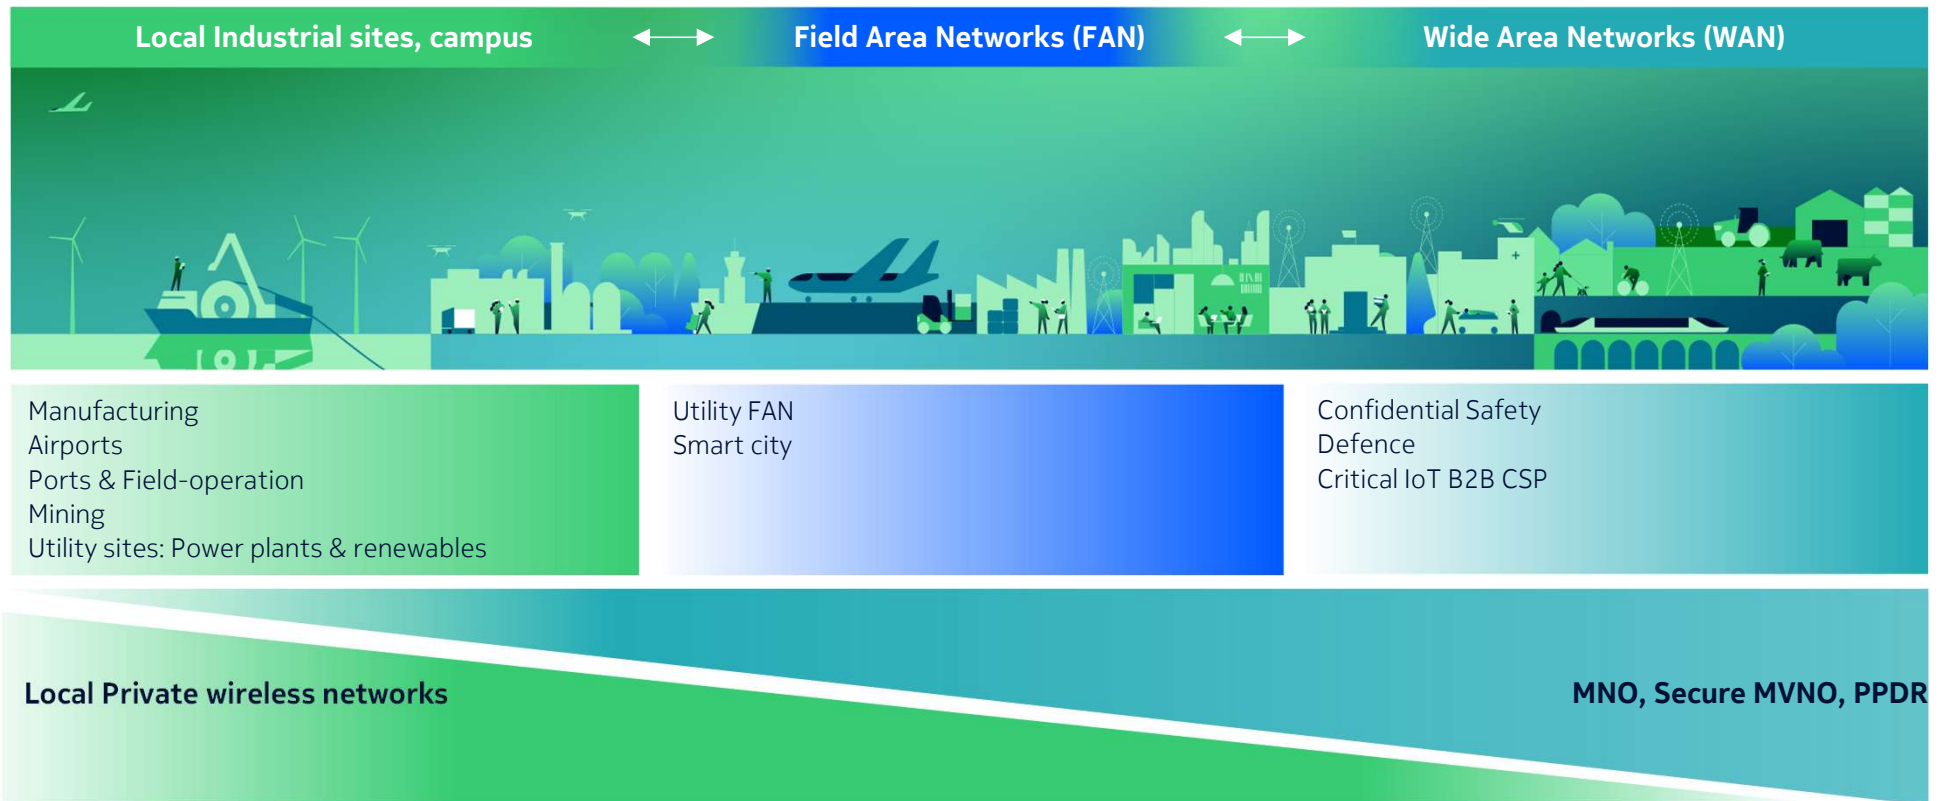 Local Industrial sites, campus
Field Area Networks (FAN)
Wide Area Networks (WAN)
Manufacturing
Airports
Ports & Field-operation
Mining
Utility sites: Power plants & renewables
Utility FAN
Smart city
Confidential Safety
Defence
Critical IoT B2B CSP
Local Private wireless networks
MNO, Secure MVNO, PPDR